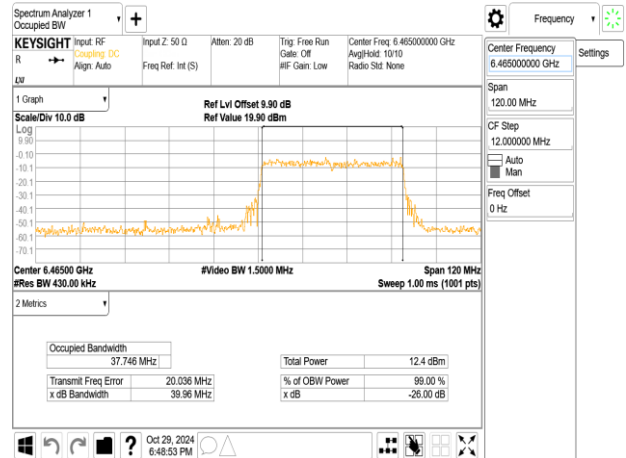 Spectrum Analyzer 1
Occupied BW
Frequency
KEYSIGHT
R
LXI
Input: RF
Coupling: DC
Align: Auto
Input Z: 50 Ω
Freq Ref: Int (S)
Atten: 20 dB
Trig: Free Run
Gate: Off
#IF Gain: Low
Center Freq: 6.465000000 GHz
Avg|Hold: 10/10
Radio Std: None
Center Frequency
6.465000000 GHz
Settings
Span
120.00 MHz
CF Step
12.000000 MHz
Auto
Man
Freq Offset
0 Hz
1 Graph
Scale/Div 10.0 dB
Ref Lvl Offset 9.90 dB
Ref Value 19.90 dBm
Log
9.90
-0.10
-10.1
-20.1
-30.1
-40.1
-50.1
-60.1
-70.1
Center 6.46500 GHz
#Video BW 1.5000 MHz
Span 120 MHz
#Res BW 430.00 kHz
Sweep 1.00 ms (1001 pts)
2 Metrics
Occupied Bandwidth
37.746 MHz
Total Power 12.4 dBm
Transmit Freq Error 20.036 MHz
% of OBW Power 99.00 %
x dB Bandwidth 39.96 MHz
x dB -26.00 dB
?
Oct 29, 2024
6:48:53 PM